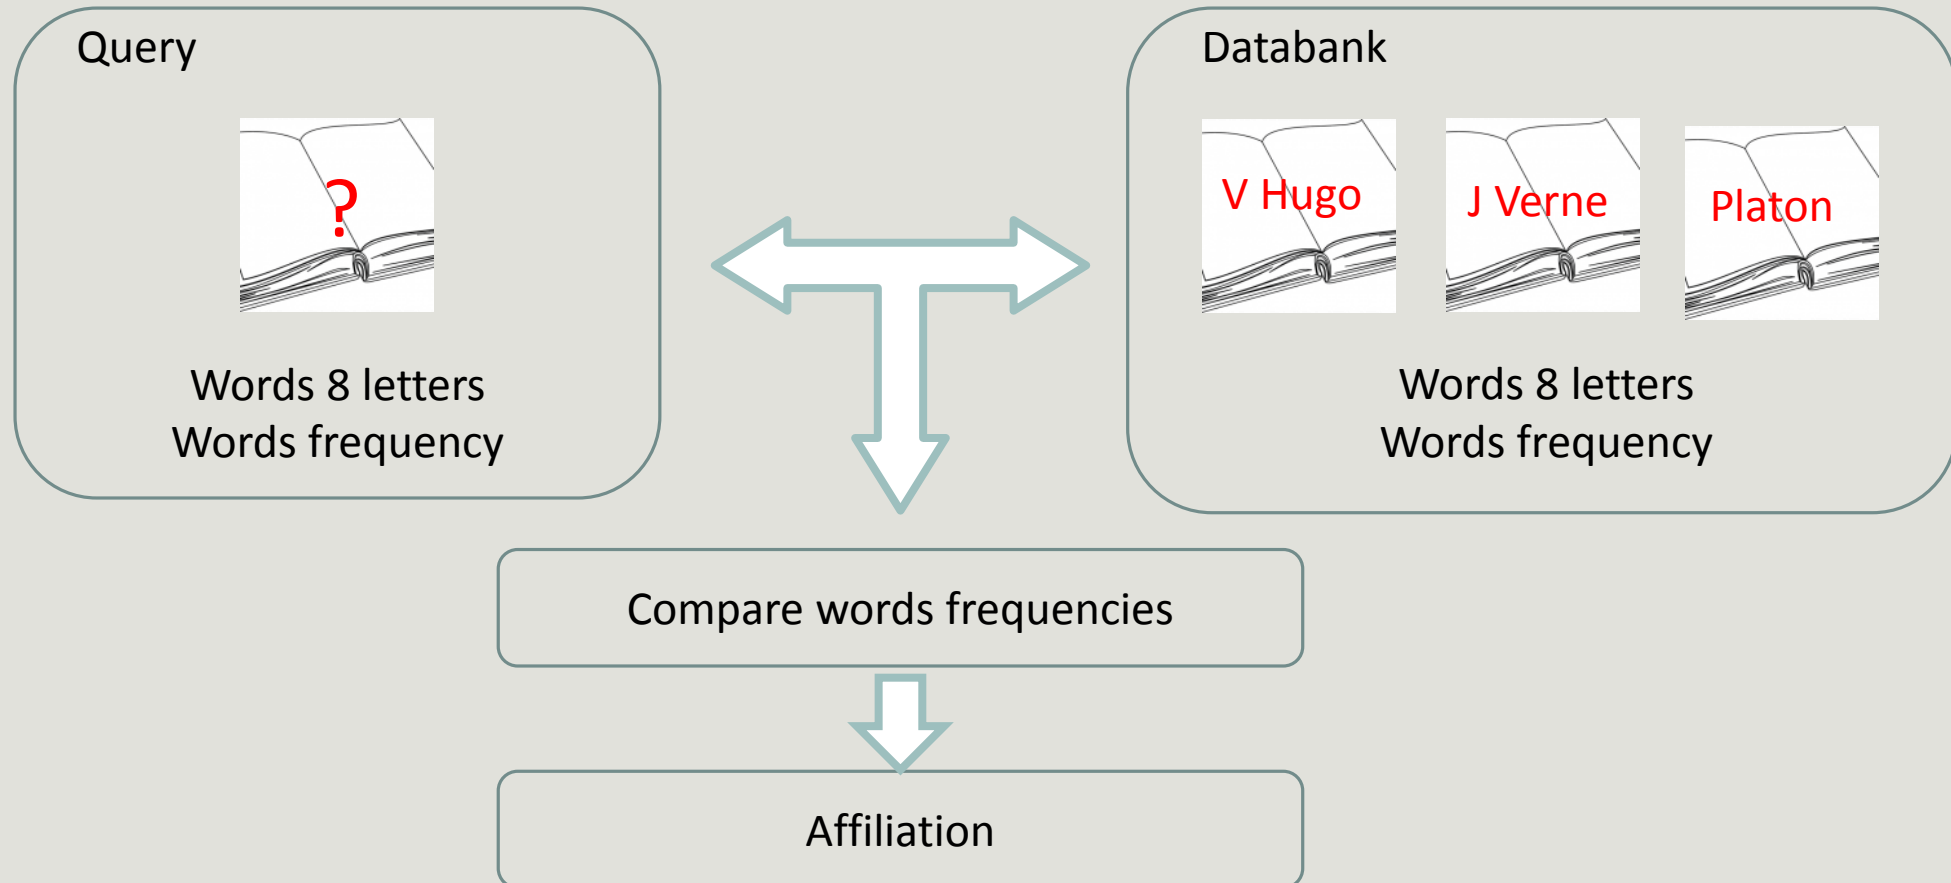 Query
?
Words 8 letters
Words frequency
Databank
V Hugo
J Verne
Platon
Words 8 letters
Words frequency
Compare words frequencies
Affiliation